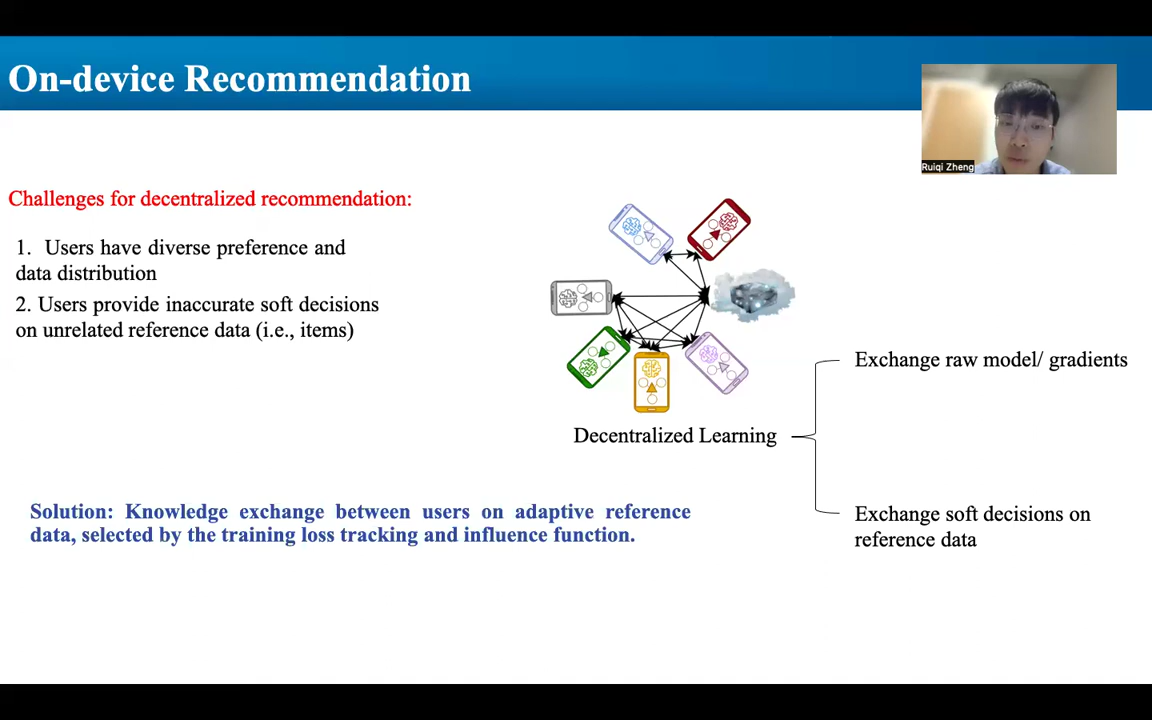 On-device Recommendation
Ruiqi Zheng
Challenges for decentralized recommendation:
1. Users have diverse preference and
data distribution
2. Users provide inaccurate soft decisions
on unrelated reference data (i.e., items)
Exchange raw model/ gradients
Decentralized Learning
Solution: Knowledge exchange between users on adaptive reference
data, selected by the training loss tracking and influence function.
Exchange soft decisions on
reference data